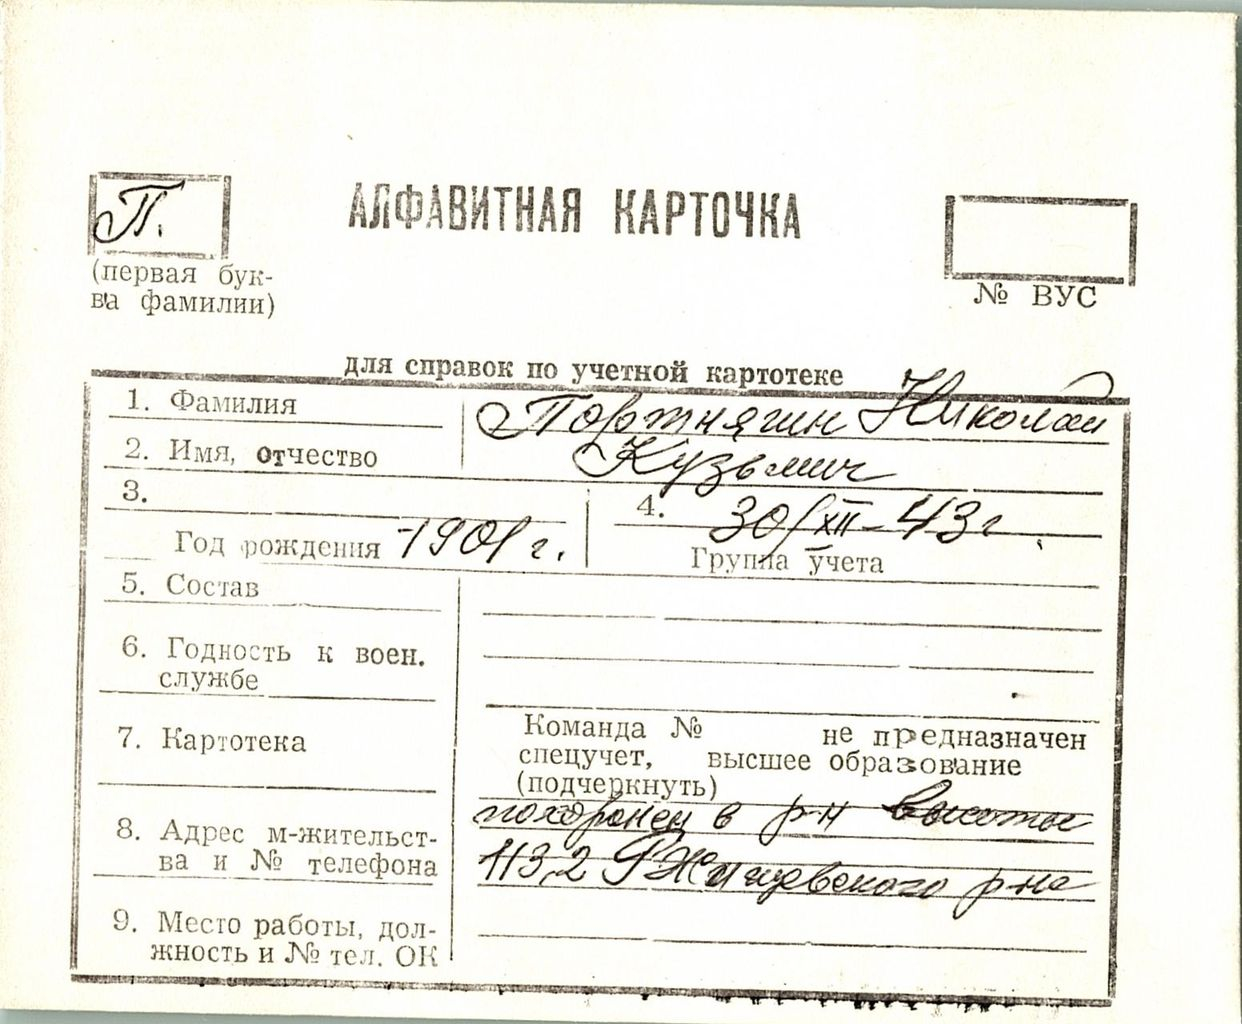 П.
АЛФАВИТНАЯ КАРТОЧКА
(первая бук-
ва фамилии)
№ ВУС
для справок по учетной картотеке
1. Фамилия Портнягин Николай
2. Имя, отчество Кузьмич
3.
4. 30/XII-43г
Год рождения 1901 г.
Группа учета
5. Состав
6. Годность к воен.
службе
7. Картотека
Команда № не предназначен
спецучет, высшее образование
(подчеркнуть)
похоронен в р-н высоты
8. Адрес м-жительст-
ва и № телефона
113,2 Ржищевского р-на
9. Место работы, дол-
жность и № тел. ОК